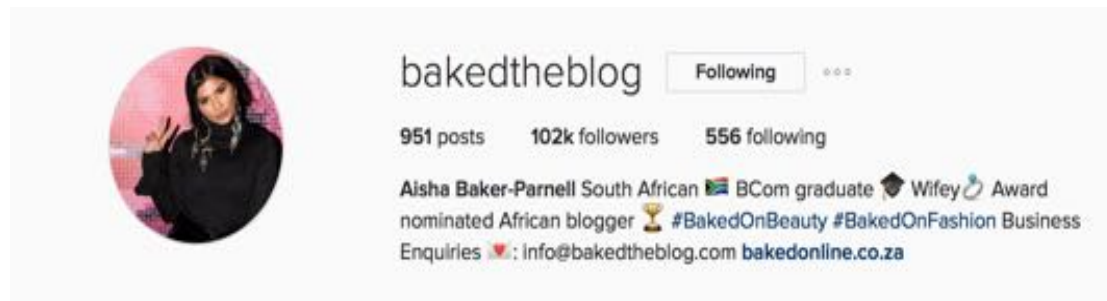 bakedtheblog Following
951 posts 102k followers 556 following
Aisha Baker-Parnell South African 🇿🇦 BCom graduate 🎓 Wifey 💍 Award
nominated African blogger 🏆 #BakedOnBeauty #BakedOnFashion Business
Enquiries 💌: info@bakedtheblog.com bakedonline.co.za